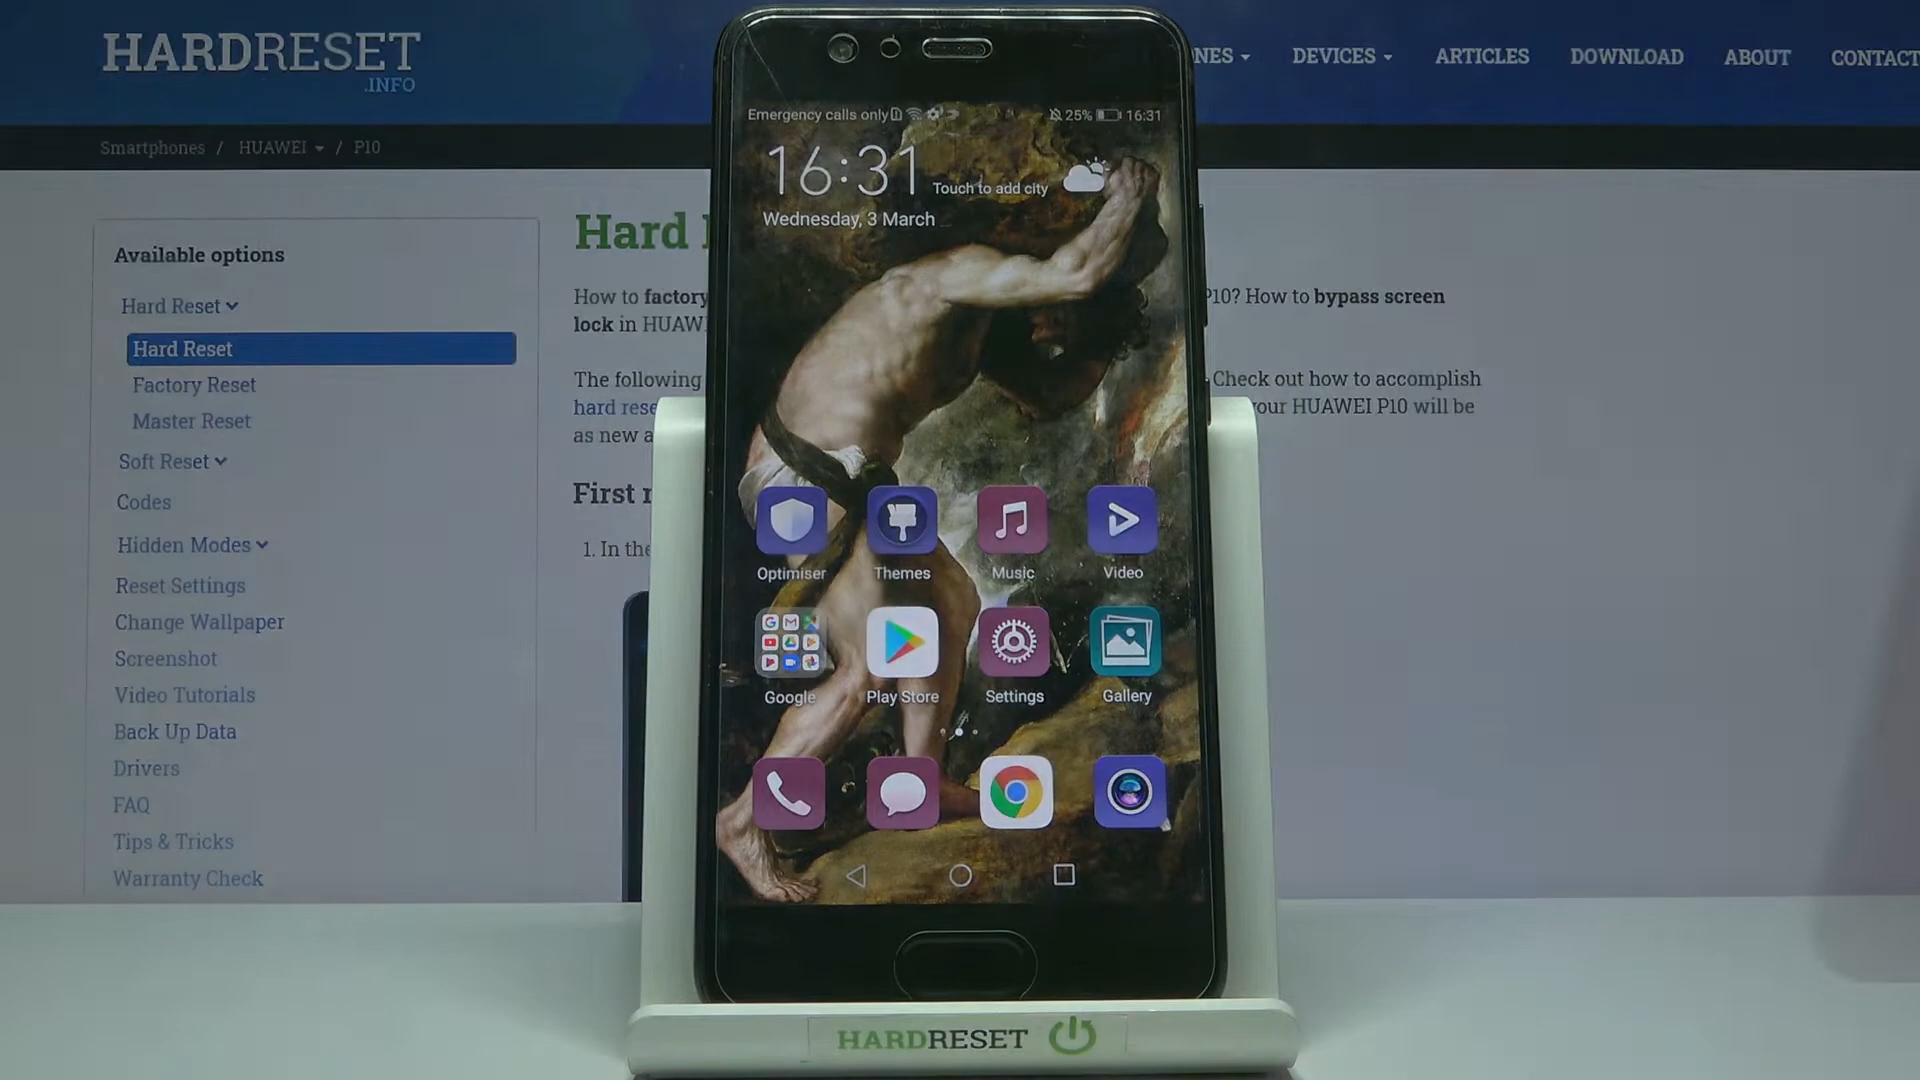 HARDRESET
.INFO
NES
DEVICES
ARTICLES
DOWNLOAD
ABOUT
CONTACT
Smartphones / HUAWEI / P10
Available options
Hard Reset
Hard Reset
Factory Reset
Master Reset
Soft Reset
Codes
Hidden Modes
Reset Settings
Change Wallpaper
Screenshot
Video Tutorials
Back Up Data
Drivers
FAQ
Tips & Tricks
Warranty Check
Hard
How to factory
P10? How to bypass screen
lock in HUAW
The following
Check out how to accomplish
hard rese
your HUAWEI P10 will be
as new a
First
1. In the
Emergency calls only
25%
16:31
16:31
Touch to add city
Wednesday, 3 March
Optimiser
Themes
Music
Video
Google
Play Store
Settings
Gallery
HARDRESET